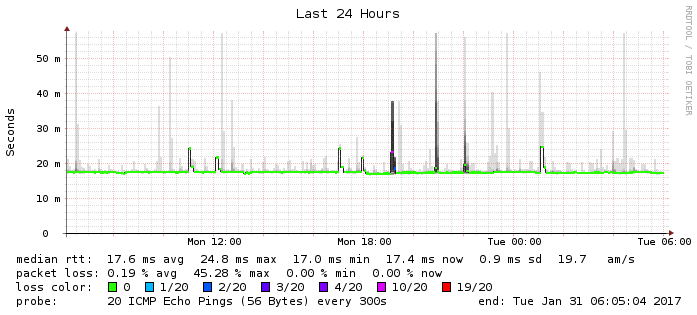 Last 24 Hours
RRDTOOL / TOBI OETIKER
Seconds
50 m
40 m
30 m
20 m
10 m
0
Mon 12:00 Mon 18:00 Tue 00:00 Tue 06:00
median rtt: 17.6 ms avg 24.8 ms max 17.0 ms min 17.4 ms now 0.9 ms sd 19.7 am/s
packet loss: 0.19 % avg 45.28 % max 0.00 % min 0.00 % now
loss color: 0 1/20 2/20 3/20 4/20 10/20 19/20
probe: 20 ICMP Echo Pings (56 Bytes) every 300s end: Tue Jan 31 06:05:04 2017